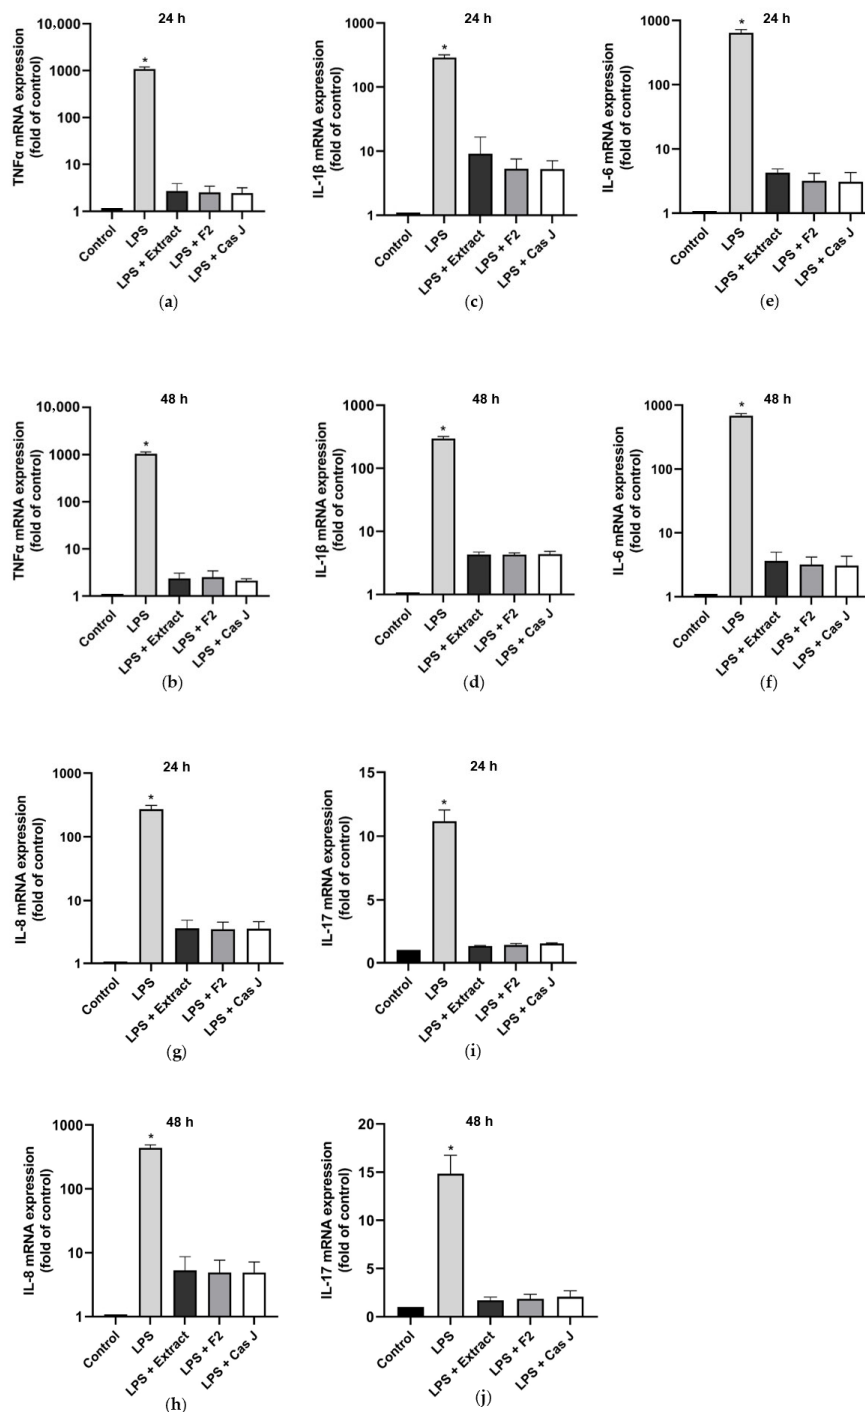 24 h
TNFα mRNA expression
(fold of control)
10,000
1000
100
10
1
*
Control
LPS
LPS + Extract
LPS + F2
LPS + Cas J
(a)
24 h
IL-1β mRNA expression
(fold of control)
1000
100
10
1
*
Control
LPS
LPS + Extract
LPS + F2
LPS + Cas J
(c)
24 h
IL-6 mRNA expression
(fold of control)
1000
100
10
1
*
Control
LPS
LPS + Extract
LPS + F2
LPS + Cas J
(e)
48 h
TNFα mRNA expression
(fold of control)
10,000
1000
100
10
1
*
Control
LPS
LPS + Extract
LPS + F2
LPS + Cas J
(b)
48 h
IL-1β mRNA expression
(fold of control)
1000
100
10
1
*
Control
LPS
LPS + Extract
LPS + F2
LPS + Cas J
(d)
48 h
IL-6 mRNA expression
(fold of control)
1000
100
10
1
*
Control
LPS
LPS + Extract
LPS + F2
LPS + Cas J
(f)
24 h
IL-8 mRNA expression
(fold of control)
1000
100
10
1
*
Control
LPS
LPS + Extract
LPS + F2
LPS + Cas J
(g)
24 h
IL-17 mRNA expression
(fold of control)
15
10
5
0
*
Control
LPS
LPS + Extract
LPS + F2
LPS + Cas J
(i)
48 h
IL-8 mRNA expression
(fold of control)
1000
100
10
1
*
Control
LPS
LPS + Extract
LPS + F2
LPS + Cas J
(h)
48 h
IL-17 mRNA expression
(fold of control)
20
15
10
5
0
*
Control
LPS
LPS + Extract
LPS + F2
LPS + Cas J
(j)